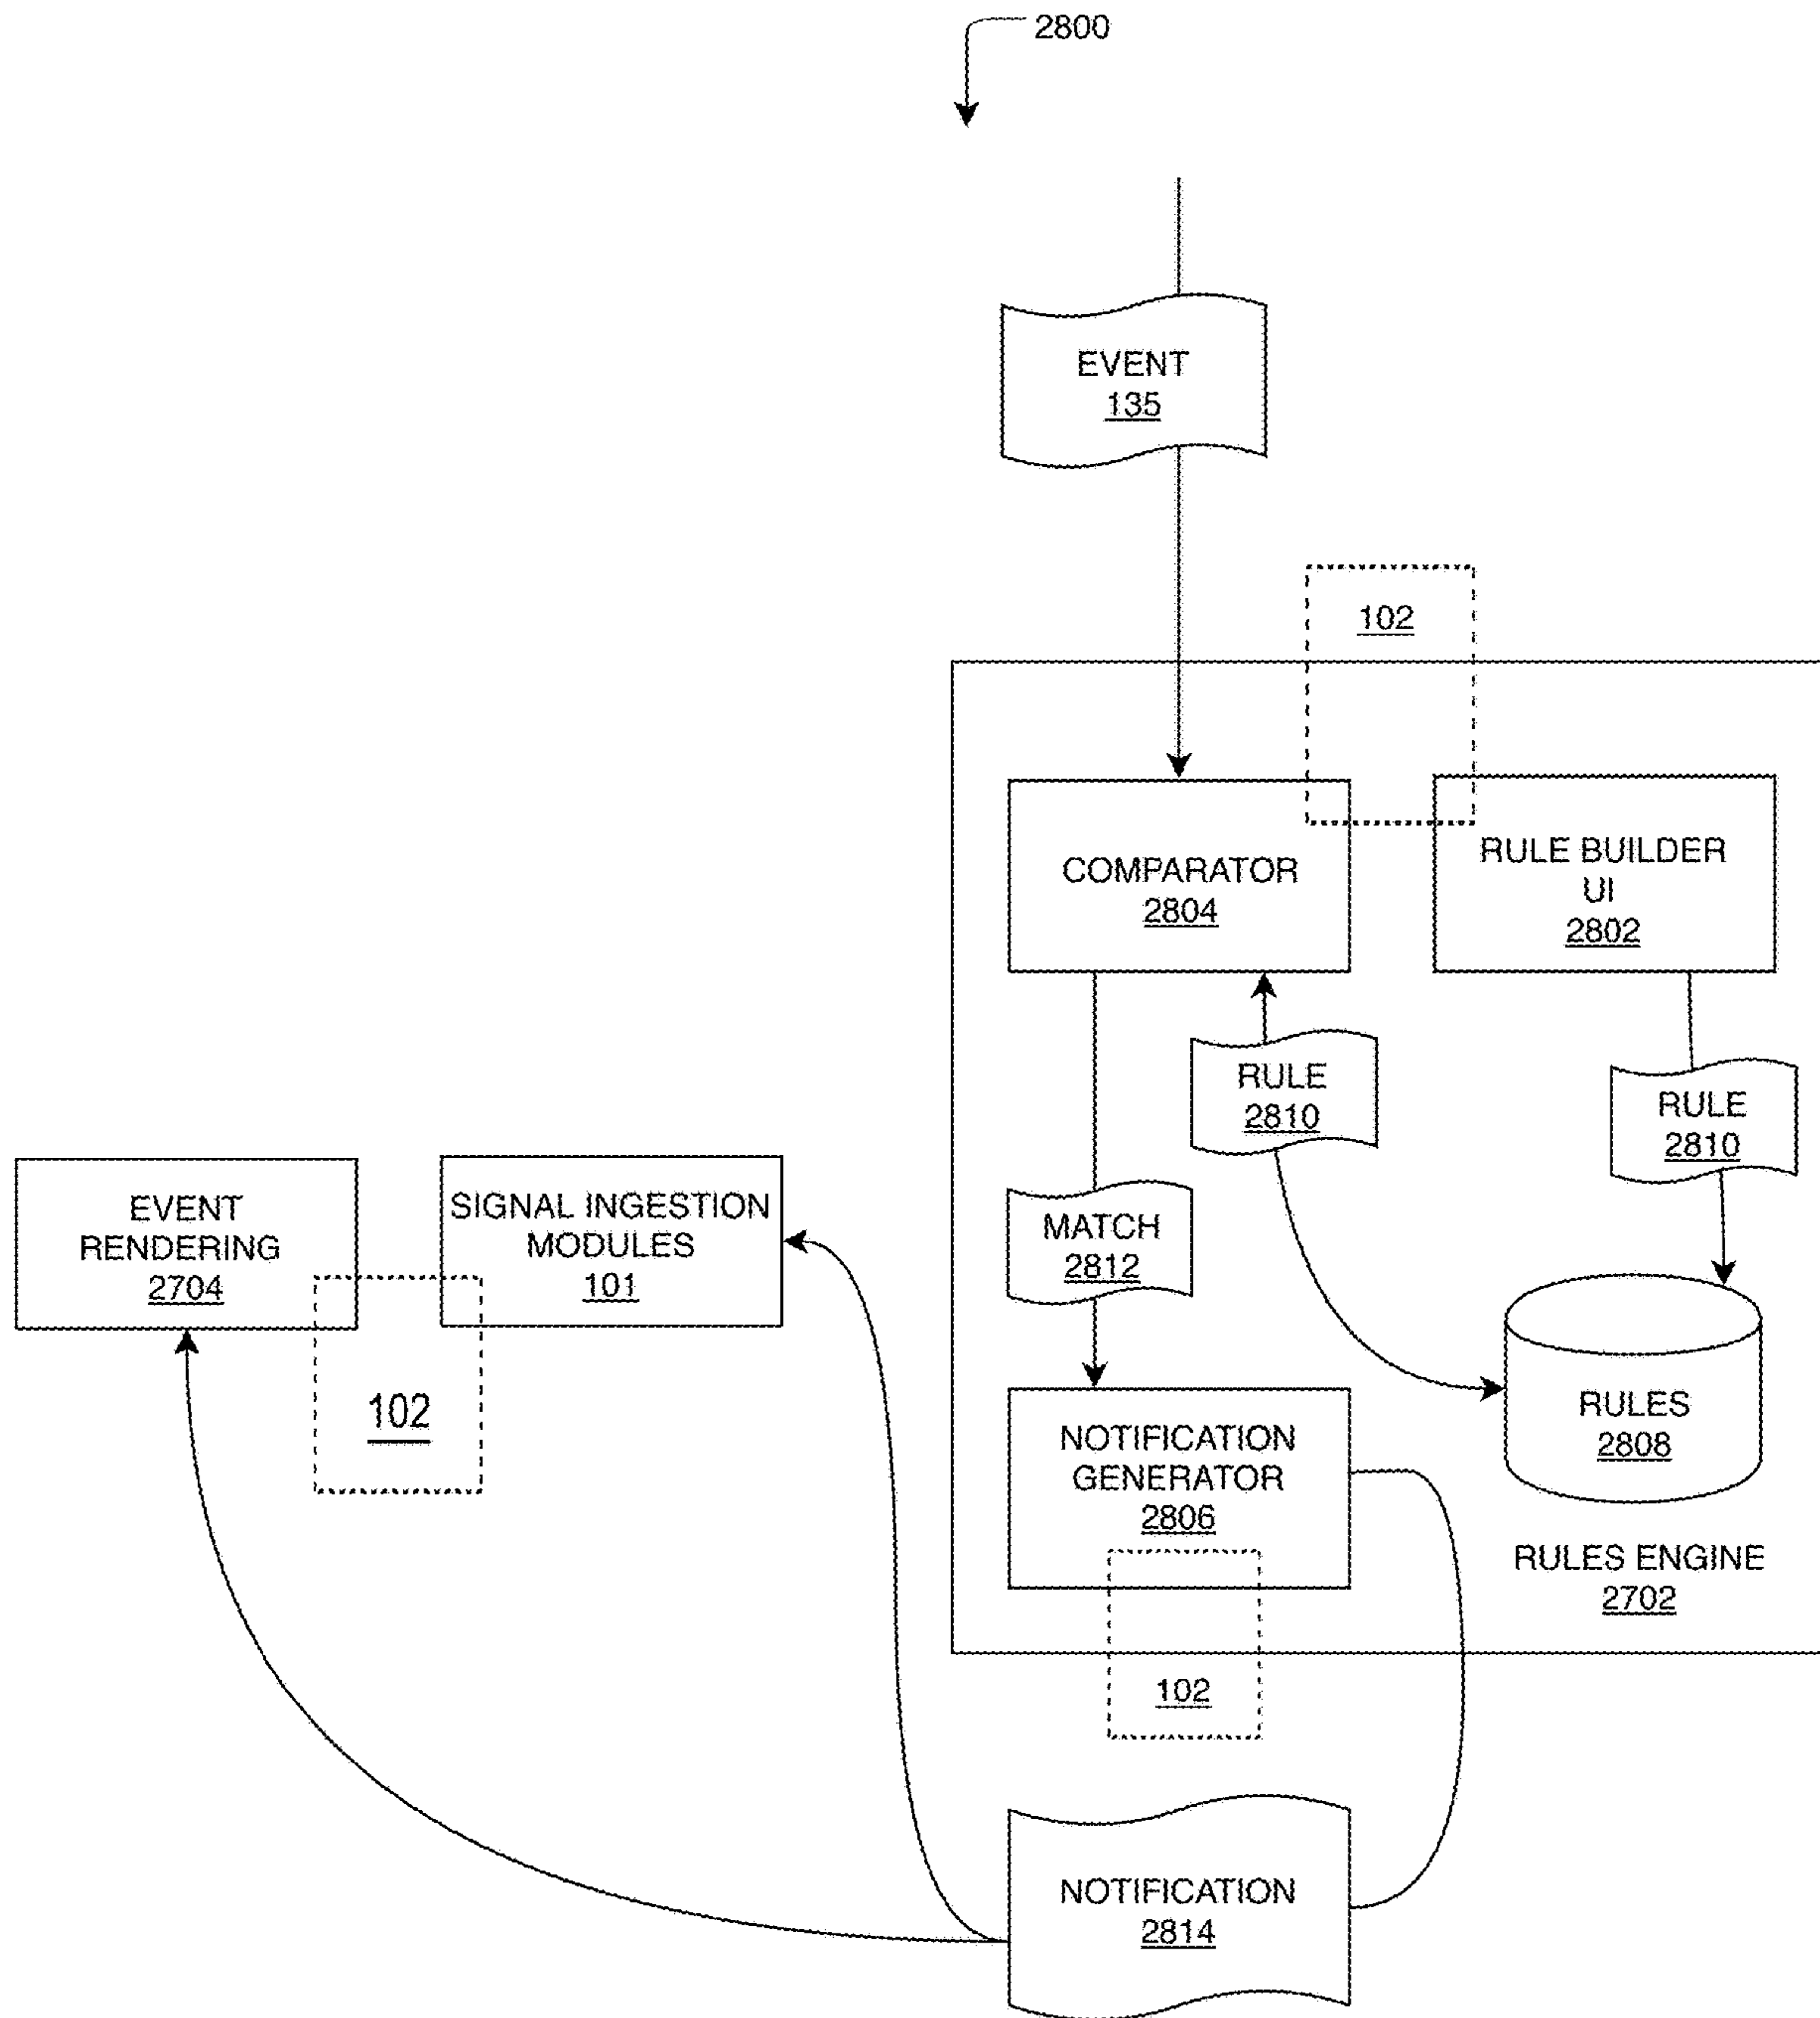 2800
EVENT
135
102
COMPARATOR
2804
RULE BUILDER
UI
2802
RULE
2810
RULE
2810
MATCH
2812
EVENT
RENDERING
2704
SIGNAL INGESTION
MODULES
101
102
NOTIFICATION
GENERATOR
2806
RULES
2808
RULES ENGINE
2702
102
NOTIFICATION
2814